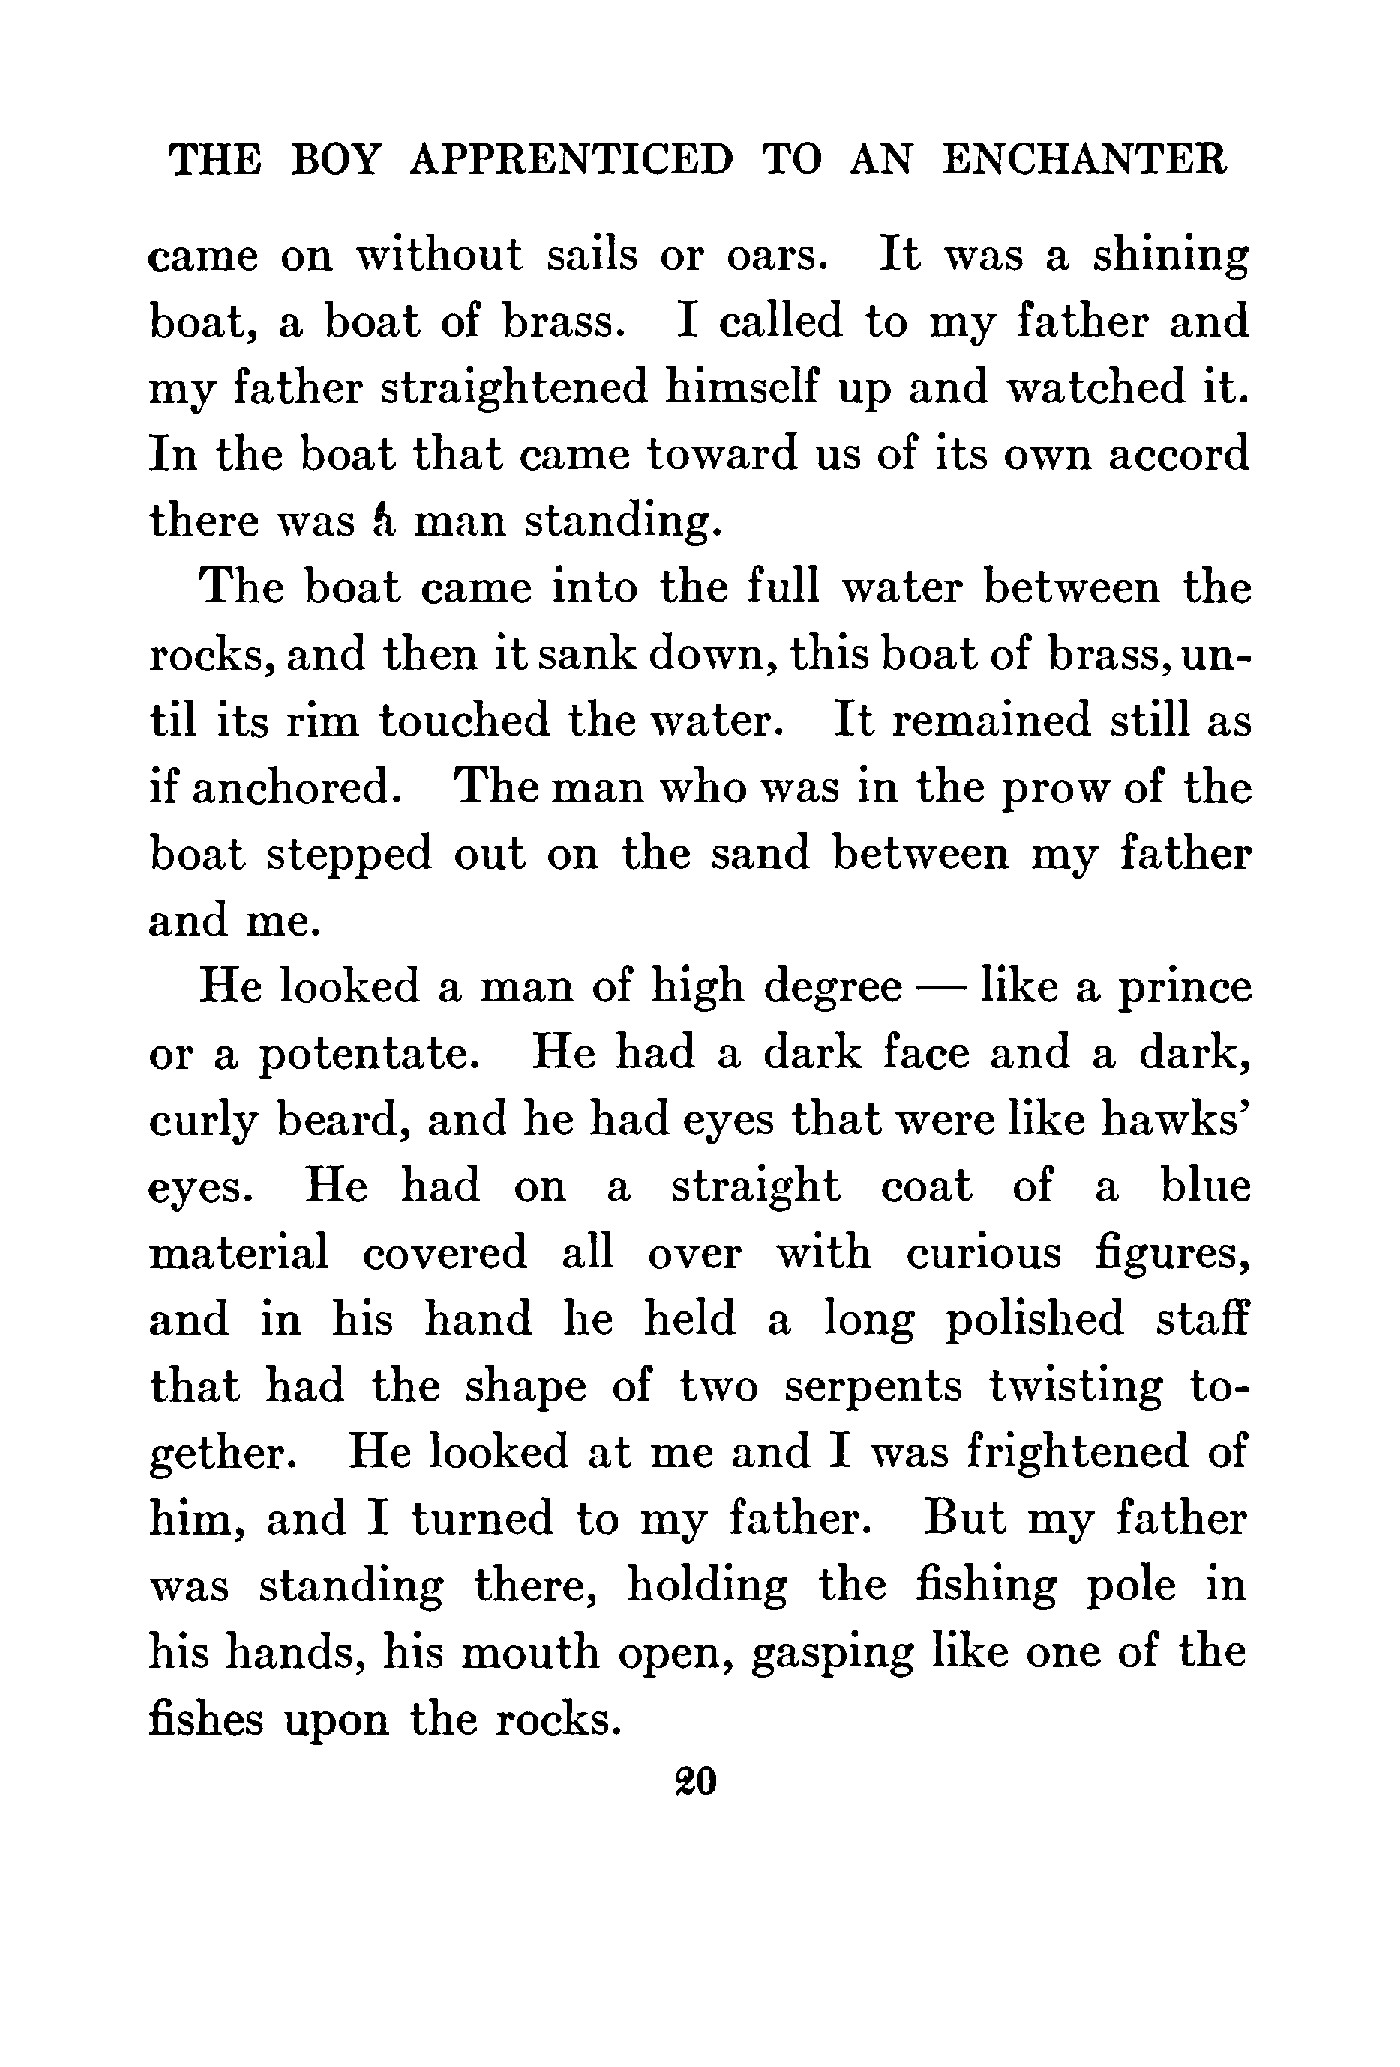 THE BOY APPRENTICED TO AN ENCHANTER
came on without sails or oars. It was a shining
boat, a boat of brass. I called to my father and
my father straightened himself up and watched it.
In the boat that came toward us of its own accord
there was a man standing.
The boat came into the full water between the
rocks, and then it sank down, this boat of brass, un-
til its rim touched the water. It remained still as
if anchored. The man who was in the prow of the
boat stepped out on the sand between my father
and me.
He looked a man of high degree — like a prince
or a potentate. He had a dark face and a dark,
curly beard, and he had eyes that were like hawks’
eyes. He had on a straight coat of a blue
material covered all over with curious figures,
and in his hand he held a long polished staff
that had the shape of two serpents twisting to-
gether. He looked at me and I was frightened of
him, and I turned to my father. But my father
was standing there, holding the fishing pole in
his hands, his mouth open, gasping like one of the
fishes upon the rocks.
20